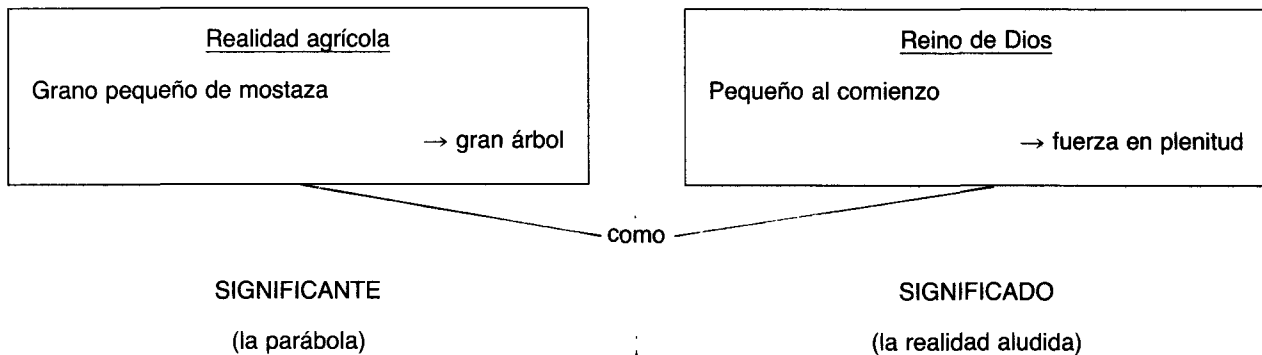 Realidad agrícola
Grano pequeño de mostaza
→ gran árbol
Reino de Dios
Pequeño al comienzo
→ fuerza en plenitud
como
SIGNIFICANTE
(la parábola)
SIGNIFICADO
(la realidad aludida)